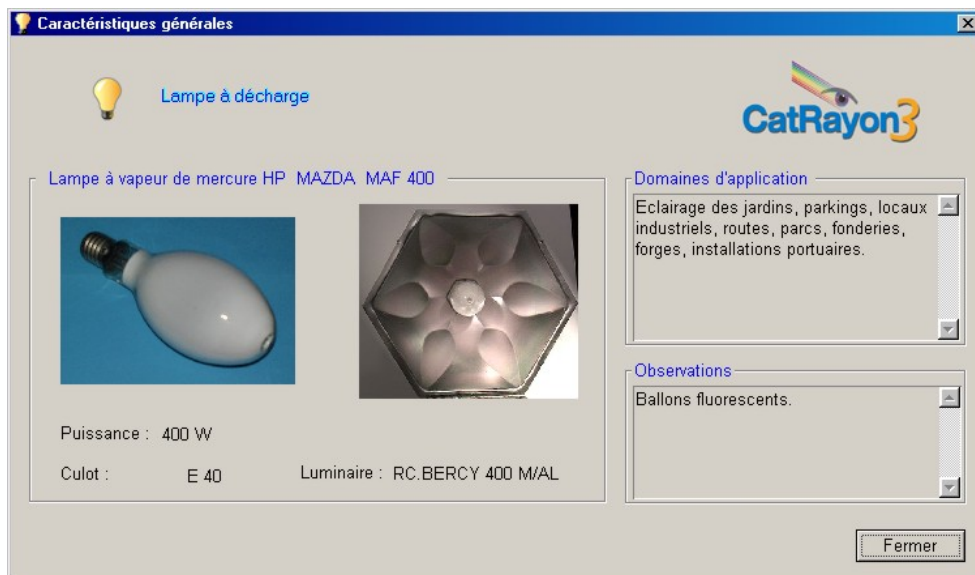 Caractéristiques générales
Lampe à décharge
CatRayon3
Lampe à vapeur de mercure HP MAZDA MAF 400
Puissance : 400 W
Culot : E 40
Luminaire : RC.BERCY 400 M/AL
Domaines d'application
Eclairage des jardins, parkings, locaux
industriels, routes, parcs, fonderies,
forges, installations portuaires.
Observations
Ballons fluorescents.
Fermer